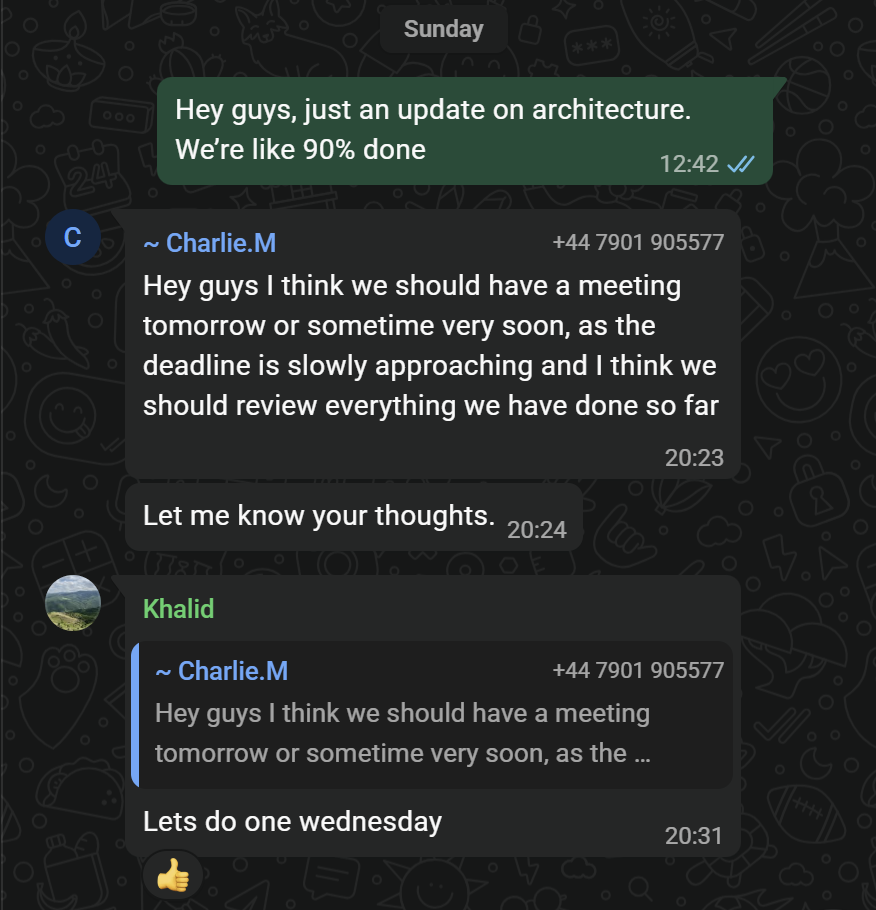 Sunday
Hey guys, just an update on architecture.
We’re like 90% done
12:42
C
~ Charlie.M +44 7901 905577
Hey guys I think we should have a meeting
tomorrow or sometime very soon, as the
deadline is slowly approaching and I think we
should review everything we have done so far
20:23
Let me know your thoughts. 20:24
Khalid
~ Charlie.M +44 7901 905577
Hey guys I think we should have a meeting
tomorrow or sometime very soon, as the ...
Lets do one wednesday
20:31